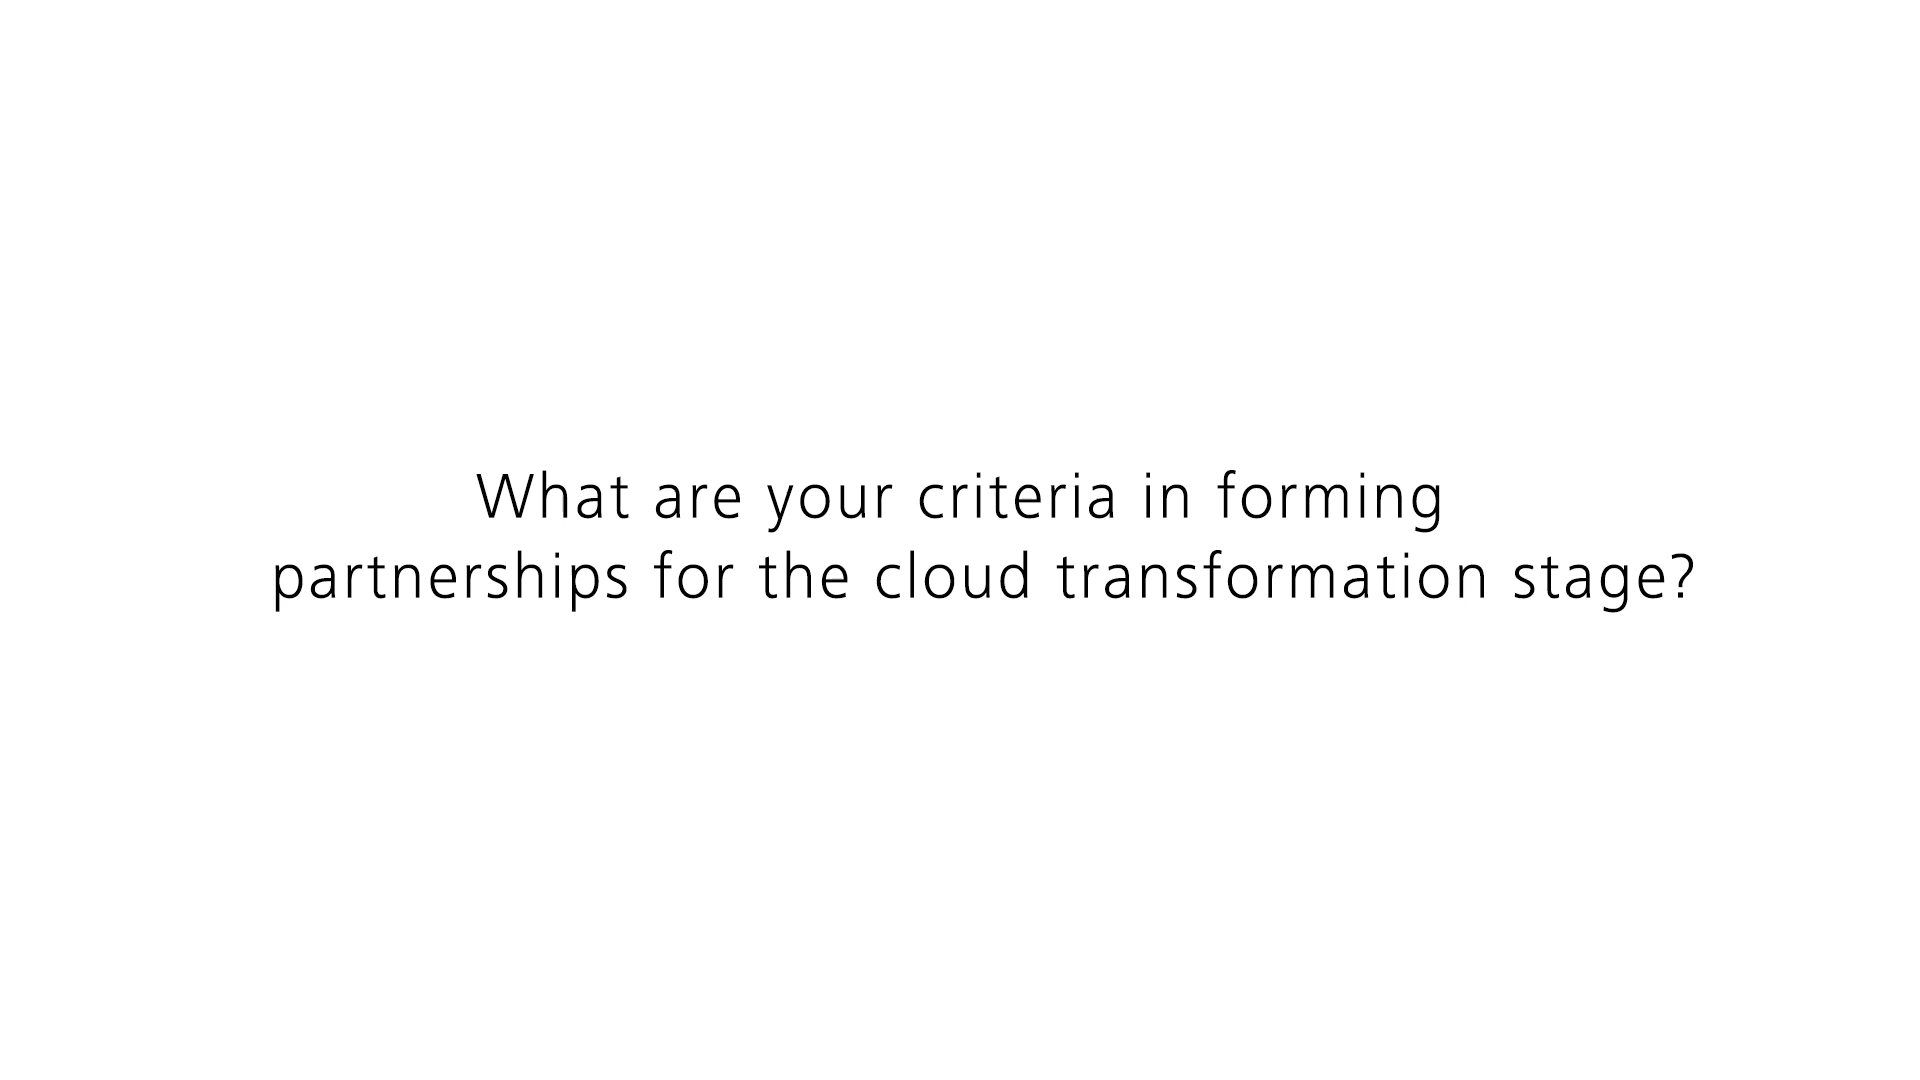 What are your criteria in forming
partnerships for the cloud transformation stage?